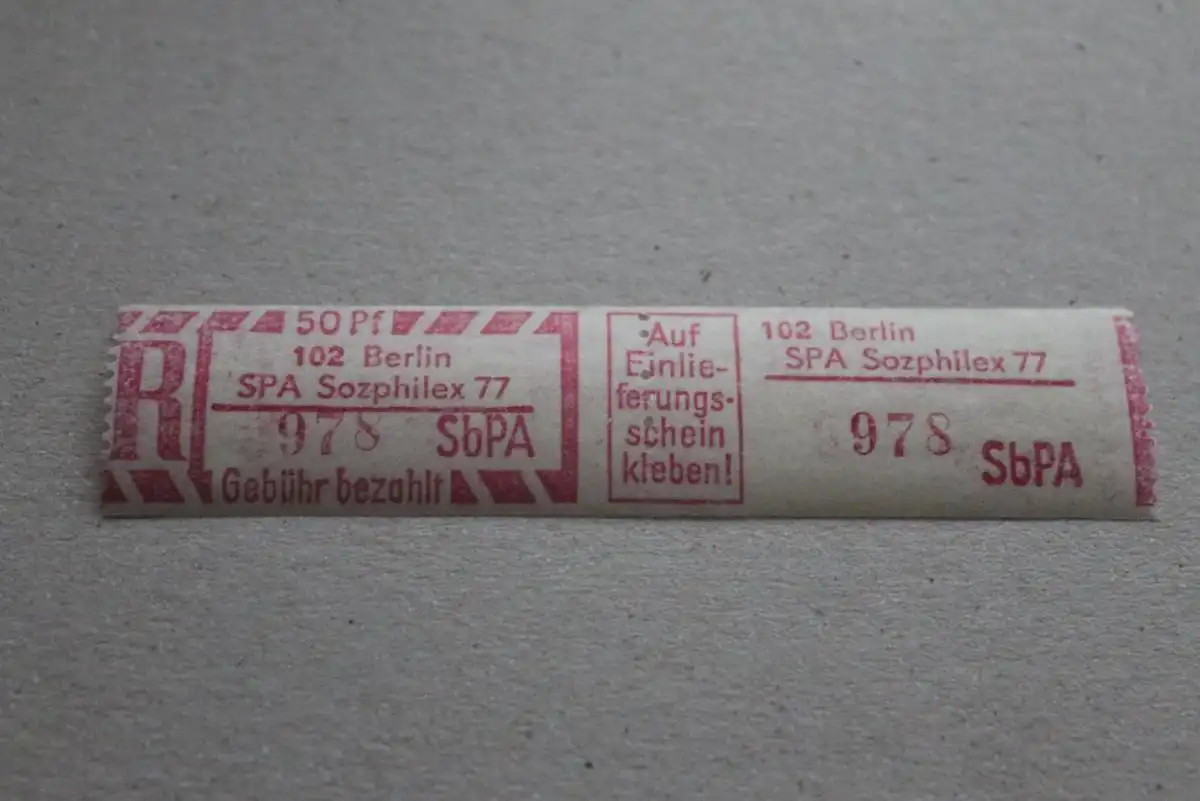 50 Pf
R
102 Berlin
SPA Sozphilex 77
978 SbPA
Gebühr bezahlt
Auf
Einlie-
ferungs-
schein
kleben!
102 Berlin
SPA Sozphilex 77
978 SbPA